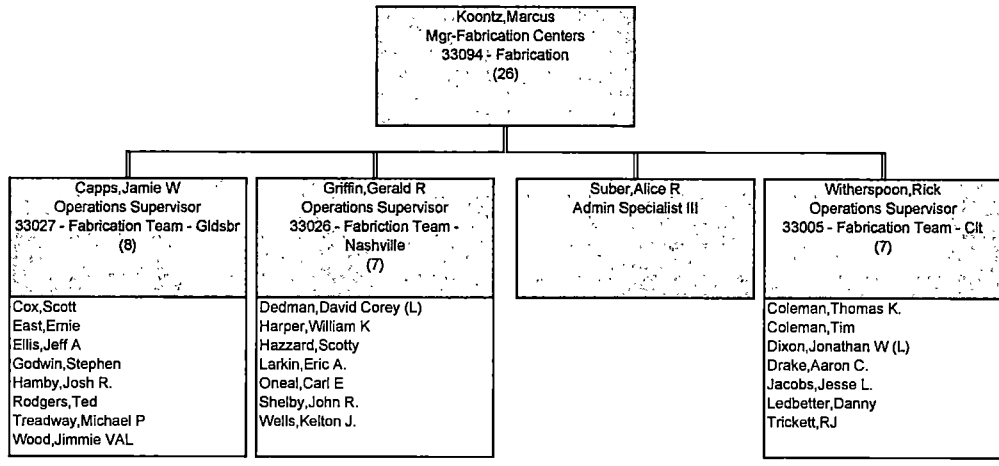 Koontz,Marcus
Mgr-Fabrication Centers
33094 - Fabrication
(26)
Capps,Jamie W
Operations Supervisor
33027 - Fabrication Team - Gldsbr
(8)
Cox,Scott
East,Ernie
Ellis,Jeff A
Godwin,Stephen
Hamby,Josh R.
Rodgers,Ted
Treadway,Michael P
Wood,Jimmie VAL
Griffin,Gerald R
Operations Supervisor
33026 - Fabriction Team -
Nashville
(7)
Dedman,David Corey (L)
Harper,William K
Hazzard,Scotty
Larkin,Eric A.
Oneal,Carl E
Shelby,John R.
Wells,Kelton J.
Suber,Alice R
Admin Specialist III
Witherspoon,Rick
Operations Supervisor
33005 - Fabrication Team - Clt
(7)
Coleman,Thomas K.
Coleman,Tim
Dixon,Jonathan W (L)
Drake,Aaron C.
Jacobs,Jesse L.
Ledbetter,Danny
Trickett,RJ